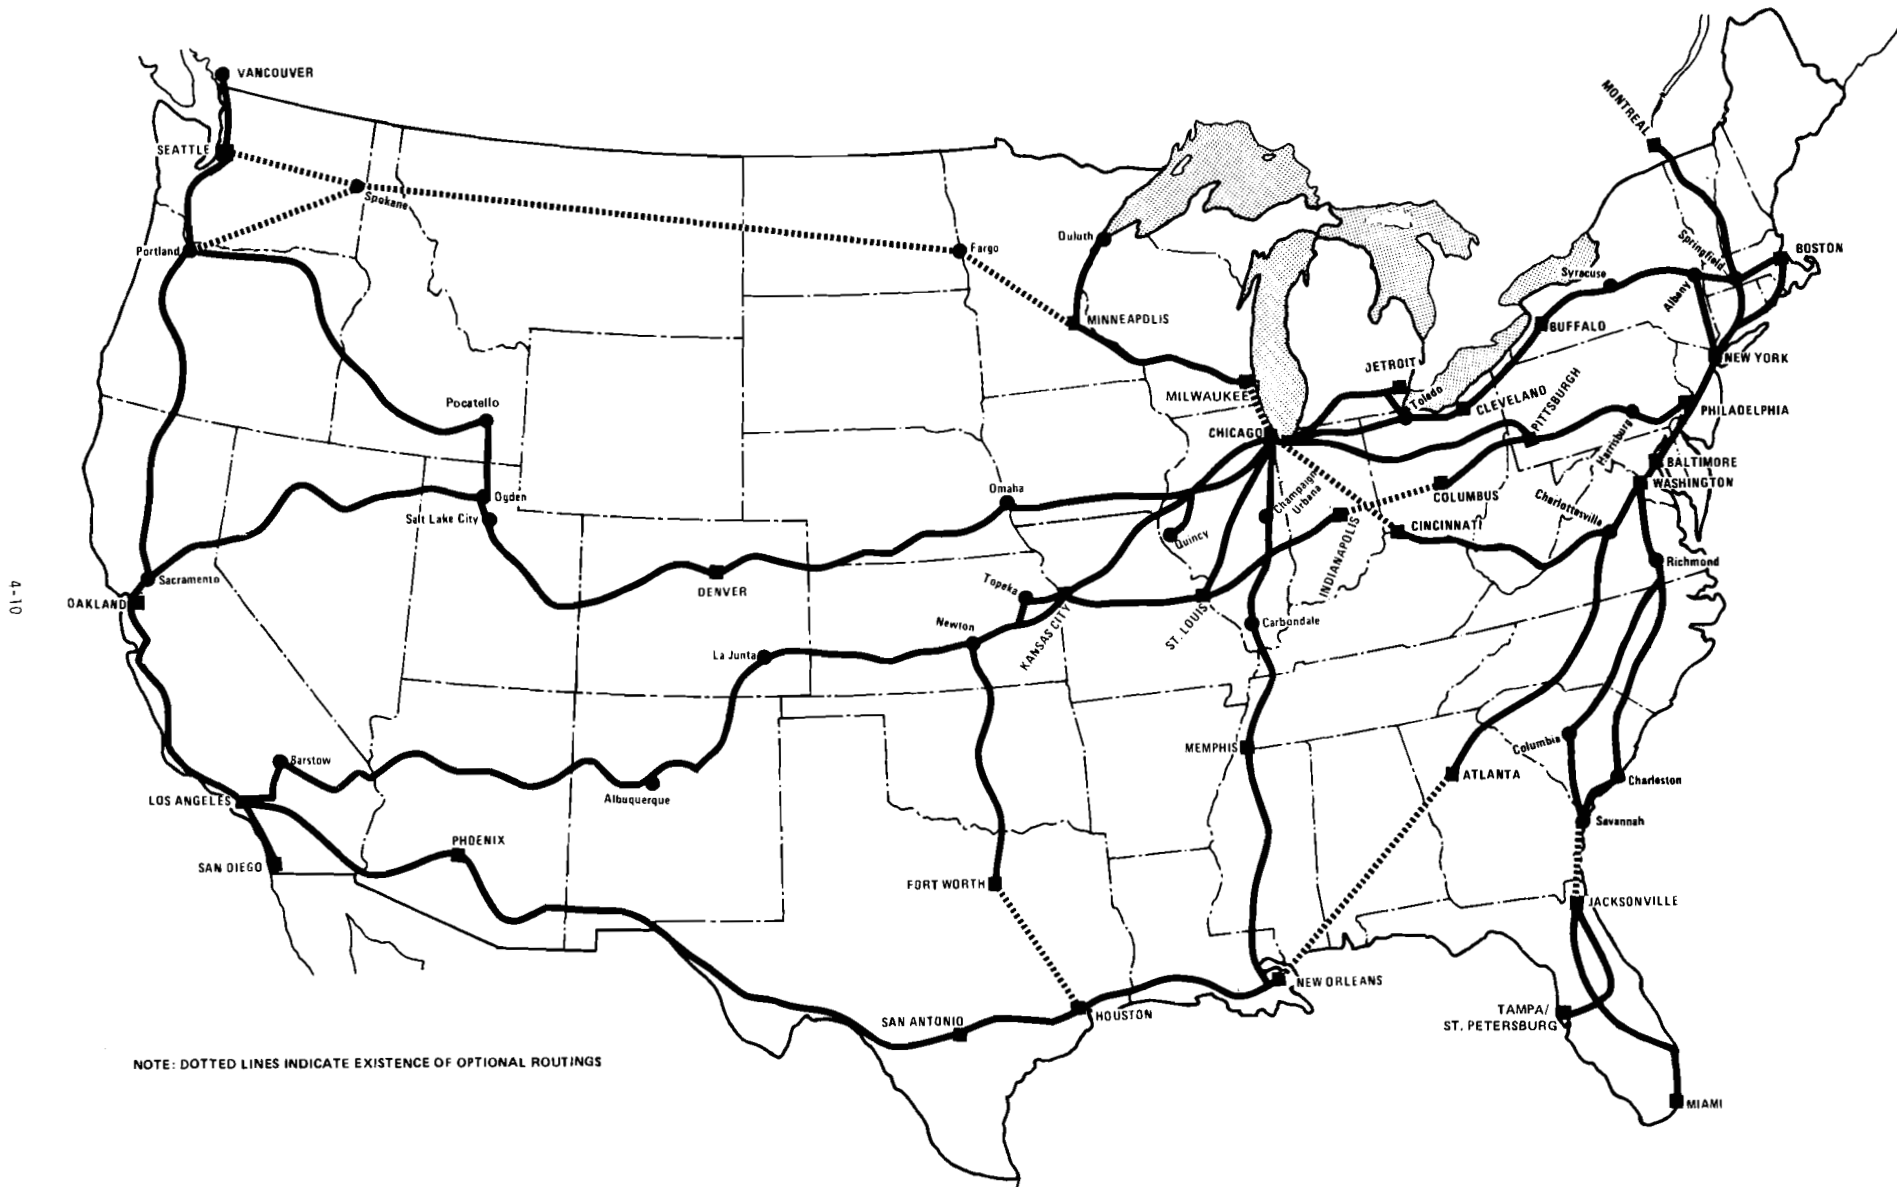 VANCOUVER
SEATTLE
Spokane
Portland
Fargo
Duluth
MINNEAPOLIS
MILWAUKEE
CHICAGO
JETROIT
Toledo
CLEVELAND
PITTSBURGH
BUFFALO
Syracuse
Albany
Springfield
MONTREAL
BOSTON
NEW YORK
PHILADELPHIA
Harrisburg
BALTIMORE
WASHINGTON
Charlottesville
Richmond
COLUMBUS
CINCINNATI
INDIANAPOLIS
Champaign
Urbana
Quincy
Omaha
Pocatello
Ogden
Salt Lake City
Sacramento
OAKLAND
DENVER
Topeka
KANSAS CITY
ST. LOUIS
Carbondale
Newton
La Junta
Barstow
Albuquerque
LOS ANGELES
SAN DIEGO
PHOENIX
MEMPHIS
ATLANTA
Columbia
Charleston
Savannah
FORT WORTH
JACKSONVILLE
NEW ORLEANS
HOUSTON
SAN ANTONIO
TAMPA/
ST. PETERSBURG
MIAMI
NOTE: DOTTED LINES INDICATE EXISTENCE OF OPTIONAL ROUTINGS
4-10